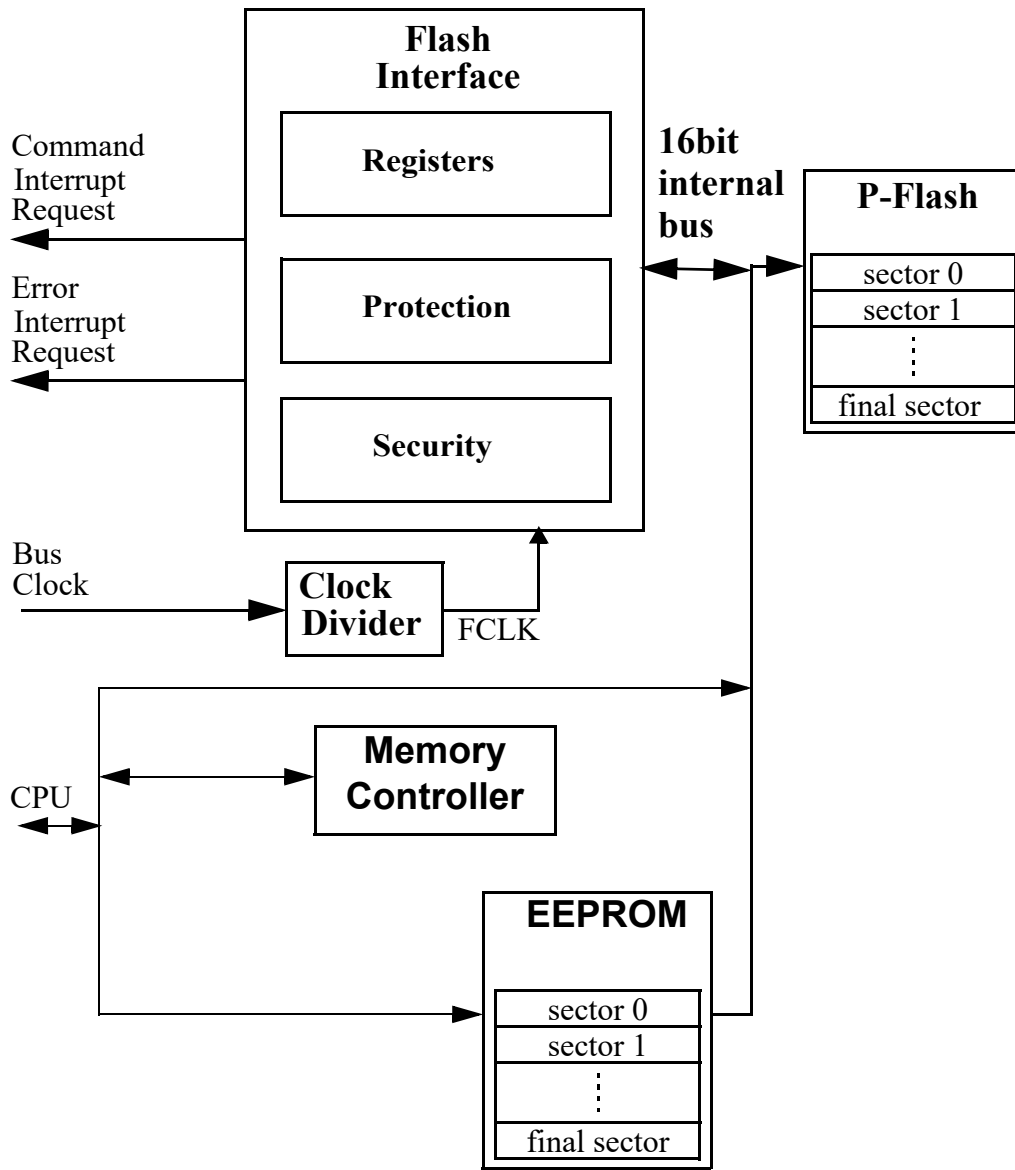 Flash
Interface
Registers
Protection
Security
Command
Interrupt
Request
Error
Interrupt
Request
16bit
internal
bus
P-Flash
sector 0
sector 1
final sector
Bus
Clock
Clock
Divider
FCLK
Memory
Controller
CPU
EEPROM
sector 0
sector 1
final sector